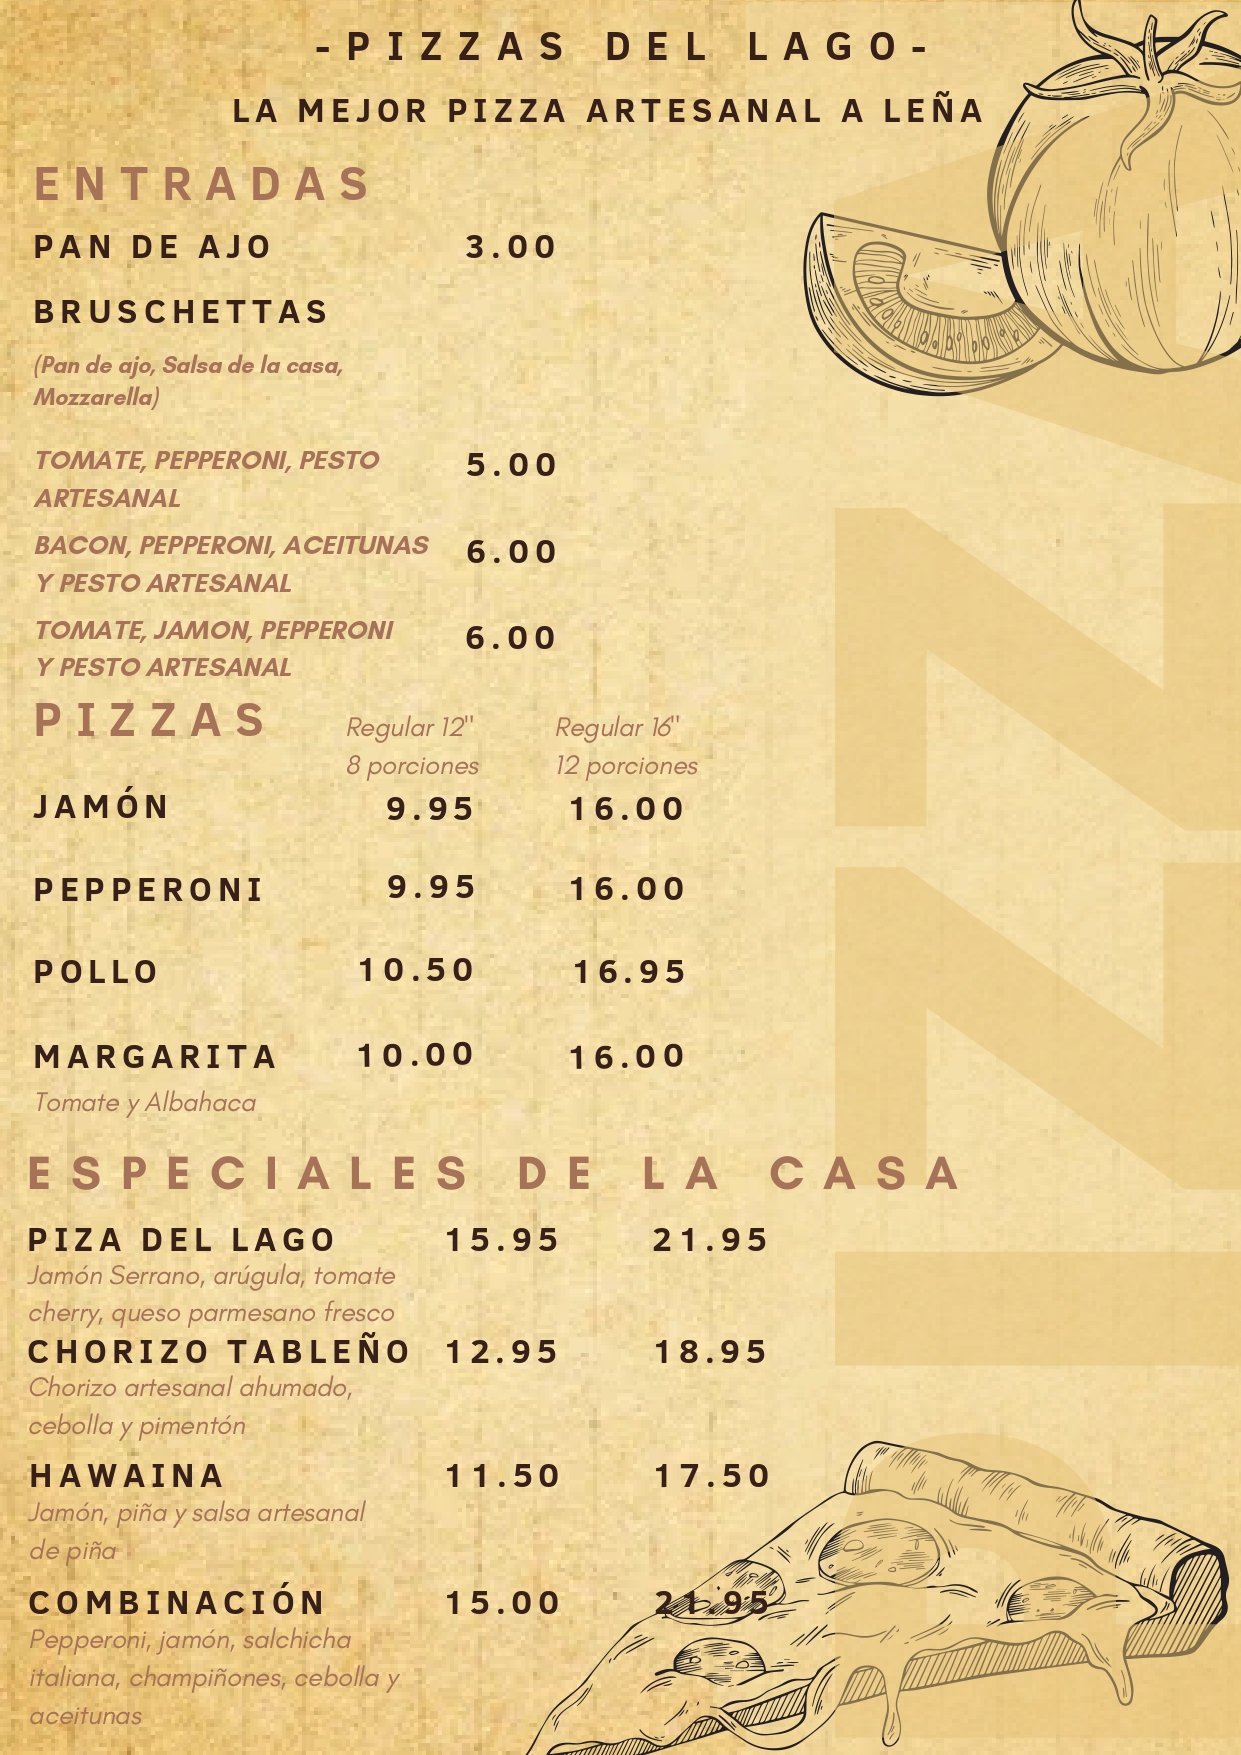 -PIZZAS DEL LAGO-
LA MEJOR PIZZA ARTESANAL A LEÑA
ENTRADAS
PAN DE AJO 3.00
BRUSCHETTAS
(Pan de ajo, Salsa de la casa,
Mozzarella)
TOMATE, PEPPERONI, PESTO 5.00
ARTESANAL
BACON, PEPPERONI, ACEITUNAS 6.00
Y PESTO ARTESANAL
TOMATE, JAMON, PEPPERONI 6.00
Y PESTO ARTESANAL
PIZZAS Regular 12" Regular 16"
8 porciones 12 porciones
JAMÓN 9.95 16.00
PEPPERONI 9.95 16.00
POLLO 10.50 16.95
MARGARITA 10.00 16.00
Tomate y Albahaca
ESPECIALES DE LA CASA
PIZA DEL LAGO 15.95 21.95
Jamón Serrano, arúgula, tomate
cherry, queso parmesano fresco
CHORIZO TABLEÑO 12.95 18.95
Chorizo artesanal ahumado,
cebolla y pimentón
HAWAINA 11.50 17.50
Jamón, piña y salsa artesanal
de piña
COMBINACIÓN 15.00 21.95
Pepperoni, jamón, salchicha
italiana, champiñones, cebolla y
aceitunas
PIZZA